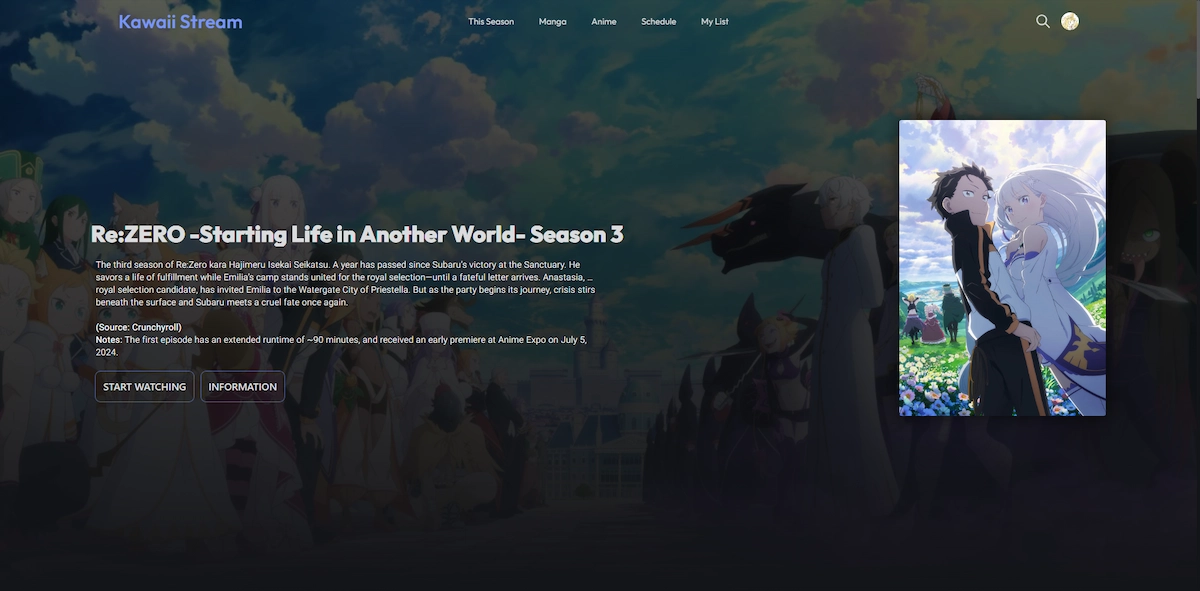 Kawaii Stream
This Season
Manga
Anime
Schedule
My List
Re:ZERO -Starting Life in Another World- Season 3
The third season of Re:Zero kara Hajimeru Isekai Seikatsu. A year has passed since Subaru's victory at the Sanctuary. He
savors a life of fulfillment while Emilia's camp stands united for the royal selection—until a fateful letter arrives. Anastasia, _
royal selection candidate, has invited Emilia to the Watergate City of Priestella. But as the party begins its journey, crisis stirs
beneath the surface and Subaru meets a cruel fate once again.
(Source: Crunchyroll)
Notes: The first episode has an extended runtime of ~90 minutes, and received an early premiere at Anime Expo on July 5,
2024.
START WATCHING
INFORMATION